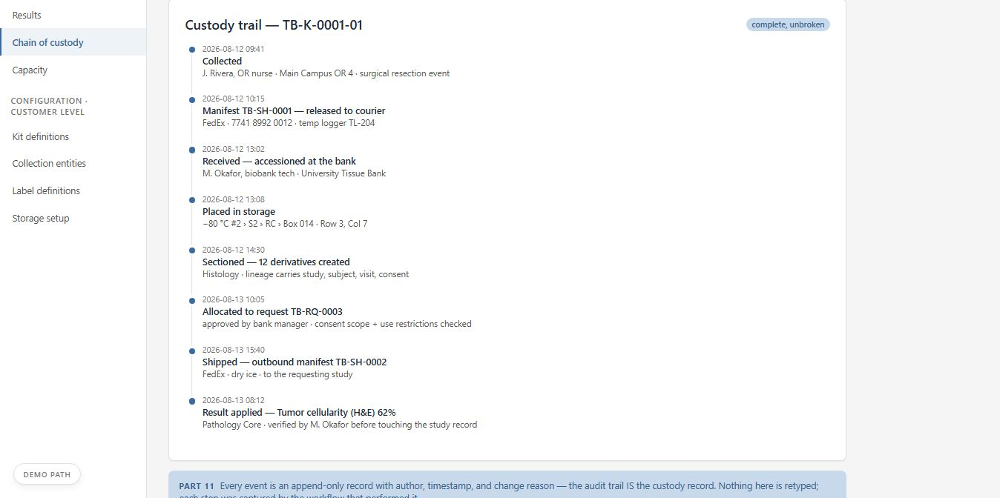 Results
Chain of custody
Capacity
CONFIGURATION ·
CUSTOMER LEVEL
Kit definitions
Collection entities
Label definitions
Storage setup
DEMO PATH
Custody trail — TB-K-0001-01
complete, unbroken
2026-08-12 09:41
Collected
J. Rivera, OR nurse · Main Campus OR 4 · surgical resection event
2026-08-12 10:15
Manifest TB-SH-0001 — released to courier
FedEx · 7741 8992 0012 · temp logger TL-204
2026-08-12 13:02
Received — accessioned at the bank
M. Okafor, biobank tech · University Tissue Bank
2026-08-12 13:08
Placed in storage
−80 °C #2 › S2 › RC › Box 014 · Row 3, Col 7
2026-08-12 14:30
Sectioned — 12 derivatives created
Histology · lineage carries study, subject, visit, consent
2026-08-13 10:05
Allocated to request TB-RQ-0003
approved by bank manager · consent scope + use restrictions checked
2026-08-13 15:40
Shipped — outbound manifest TB-SH-0002
FedEx · dry ice · to the requesting study
2026-08-13 08:12
Result applied — Tumor cellularity (H&E) 62%
Pathology Core · verified by M. Okafor before touching the study record
PART 11 Every event is an append-only record with author, timestamp, and change reason — the audit trail IS the custody record. Nothing here is retyped;
each step was captured by the workflow that performed it.